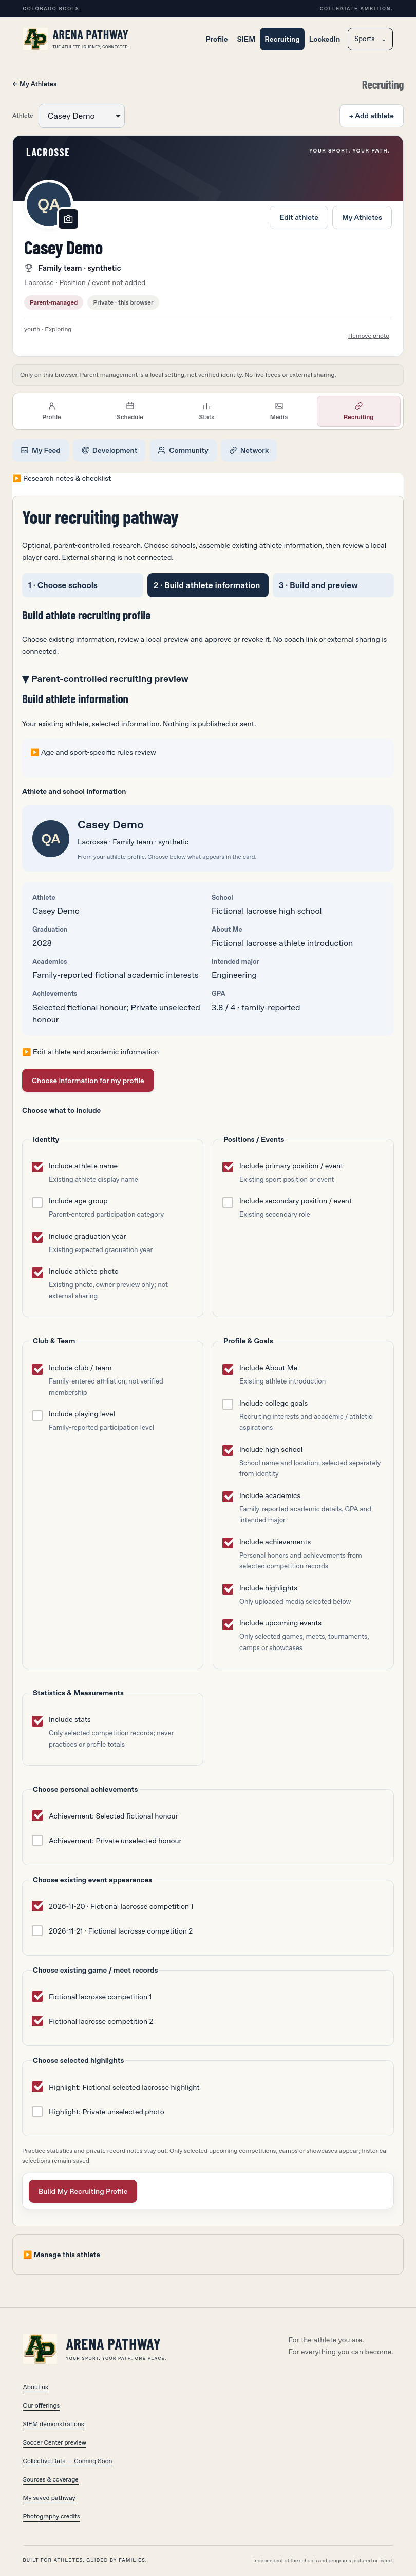 COLORADO ROOTS.
COLLEGIATE AMBITION.
AP
ARENA PATHWAY
THE ATHLETE JOURNEY, CONNECTED
Profile
SIEM
Recruiting
LockedIn
Sports
← My Athletes
Recruiting
Athlete
Casey Demo
+ Add athlete
LACROSSE
YOUR SPORT. YOUR PATH.
QA
Edit athlete
My Athletes
Casey Demo
Family team · synthetic
Lacrosse · Position / event not added
Parent-managed
Private · this browser
youth · Exploring
Remove photo
Only on this browser. Parent management is a local setting, not verified identity. No live feeds or external sharing.
Profile
Schedule
Stats
Media
Recruiting
My Feed
Development
Community
Network
Research notes & checklist
Your recruiting pathway
Optional, parent-controlled research. Choose schools, assemble existing athlete information, then review a local
player card. External sharing is not connected.
1 · Choose schools
2 · Build athlete information
3 · Build and preview
Build athlete recruiting profile
Choose existing information, review a local preview and approve or revoke it. No coach link or external sharing is
connected.
Parent-controlled recruiting preview
Build athlete information
Your existing athlete, selected information. Nothing is published or sent.
Age and sport-specific rules review
Athlete and school information
QA
Casey Demo
Lacrosse · Family team · synthetic
From your athlete profile. Choose below what appears in the card.
Athlete
Casey Demo
School
Fictional lacrosse high school
Graduation
2028
About Me
Fictional lacrosse athlete introduction
Academics
Family-reported fictional academic interests
Intended major
Engineering
Achievements
Selected fictional honour; Private unselected
honour
GPA
3.8 / 4 · family-reported
Edit athlete and academic information
Choose information for my profile
Choose what to include
Identity
Include athlete name
Existing athlete display name
Include age group
Parent-entered participation category
Include graduation year
Existing expected graduation year
Include athlete photo
Existing photo, owner preview only; not
external sharing
Positions / Events
Include primary position / event
Existing sport position or event
Include secondary position / event
Existing secondary role
Club & Team
Include club / team
Family-entered affiliation, not verified
membership
Include playing level
Family-reported participation level
Profile & Goals
Include About Me
Existing athlete introduction
Include college goals
Recruiting interests and academic / athletic
aspirations
Include high school
School name and location; selected separately
from identity
Include academics
Family-reported academic details, GPA and
intended major
Include achievements
Personal honors and achievements from
selected competition records
Include highlights
Only uploaded media selected below
Include upcoming events
Only selected games, meets, tournaments,
camps or showcases
Statistics & Measurements
Include stats
Only selected competition records; never
practices or profile totals
Choose personal achievements
Achievement: Selected fictional honour
Achievement: Private unselected honour
Choose existing event appearances
2026-11-20 · Fictional lacrosse competition 1
2026-11-21 · Fictional lacrosse competition 2
Choose existing game / meet records
Fictional lacrosse competition 1
Fictional lacrosse competition 2
Choose selected highlights
Highlight: Fictional selected lacrosse highlight
Highlight: Private unselected photo
Practice statistics and private record notes stay out. Only selected upcoming competitions, camps or showcases appear; historical
selections remain saved.
Build My Recruiting Profile
Manage this athlete
AP
ARENA PATHWAY
YOUR SPORT. YOUR PATH. ONE PLACE.
For the athlete you are.
For everything you can become.
About us
Our offerings
SIEM demonstrations
Soccer Center preview
Collective Data — Coming Soon
Sources & coverage
My saved pathway
Photography credits
BUILT FOR ATHLETES. GUIDED BY FAMILIES.
Independent of the schools and programs pictured or listed.